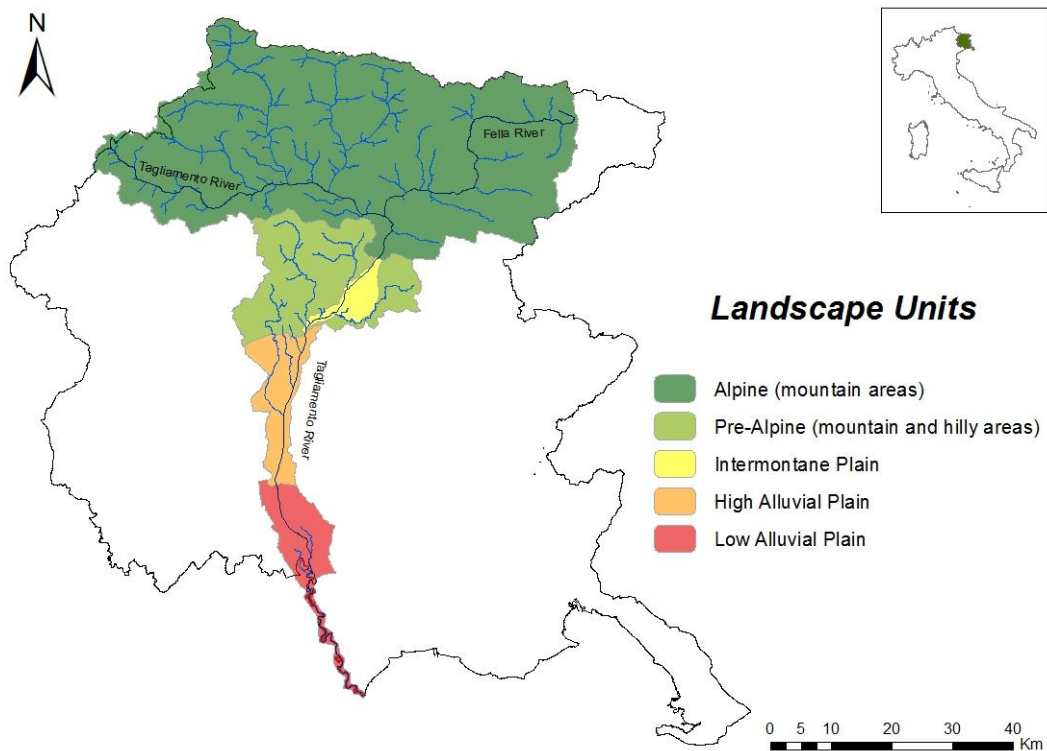 N
Fella River
Tagliamento River
Landscape Units
Tagliamento River
Alpine (mountain areas)
Pre-Alpine (mountain and hilly areas)
Intermontane Plain
High Alluvial Plain
Low Alluvial Plain
0 5 10 20 30 40
Km